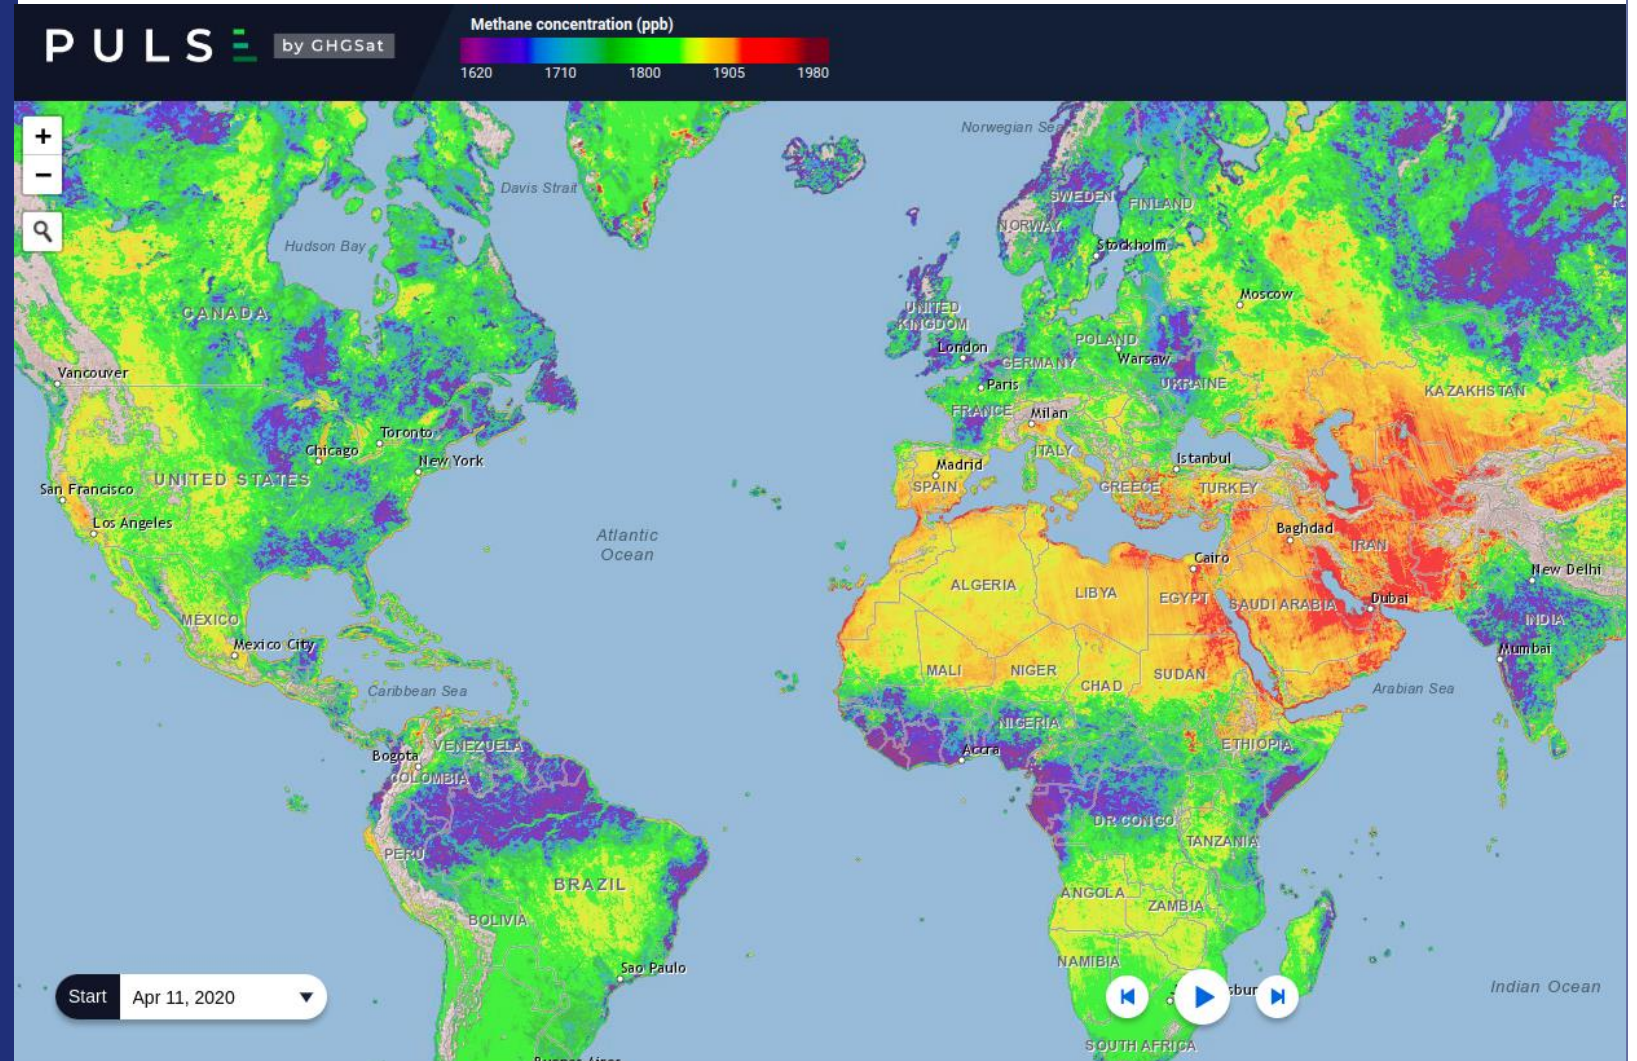 PULSE by GHGSat
Methane concentration (ppb)
1620 1710 1800 1905 1980
+
−
Norwegian Sea
Davis Strait
SWEDEN
FINLAND
NORWAY
Hudson Bay
Stockholm
Moscow
CANADA
UNITED
KINGDOM
POLAND
London
GERMANY
Warsaw
Vancouver
Paris
UKRAINE
KAZAKHSTAN
FRANCE
Milan
Toronto
Chicago
ITALY
Istanbul
New York
Madrid
UNITED STATES
San Francisco
SPAIN
GREECE
TURKEY
Los Angeles
Baghdad
Atlantic
Ocean
IRAN
Cairo
New Delhi
ALGERIA
LIBYA
EGYPT
SAUDI ARABIA
Dubai
MÉXICO
INDIA
Mexico City
Mumbai
MALI
NIGER
SUDAN
CHAD
Caribbean Sea
Arabian Sea
NIGERIA
VENEZUELA
Accra
ETHIOPIA
Bogota
COLOMBIA
DR CONGO
TANZANIA
PERU
BRAZIL
ANGOLA
ZAMBIA
BOLIVIA
NAMIBIA
Sao Paulo
Indian Ocean
Start Apr 11, 2020
SOUTH AFRICA
Buenos Aires